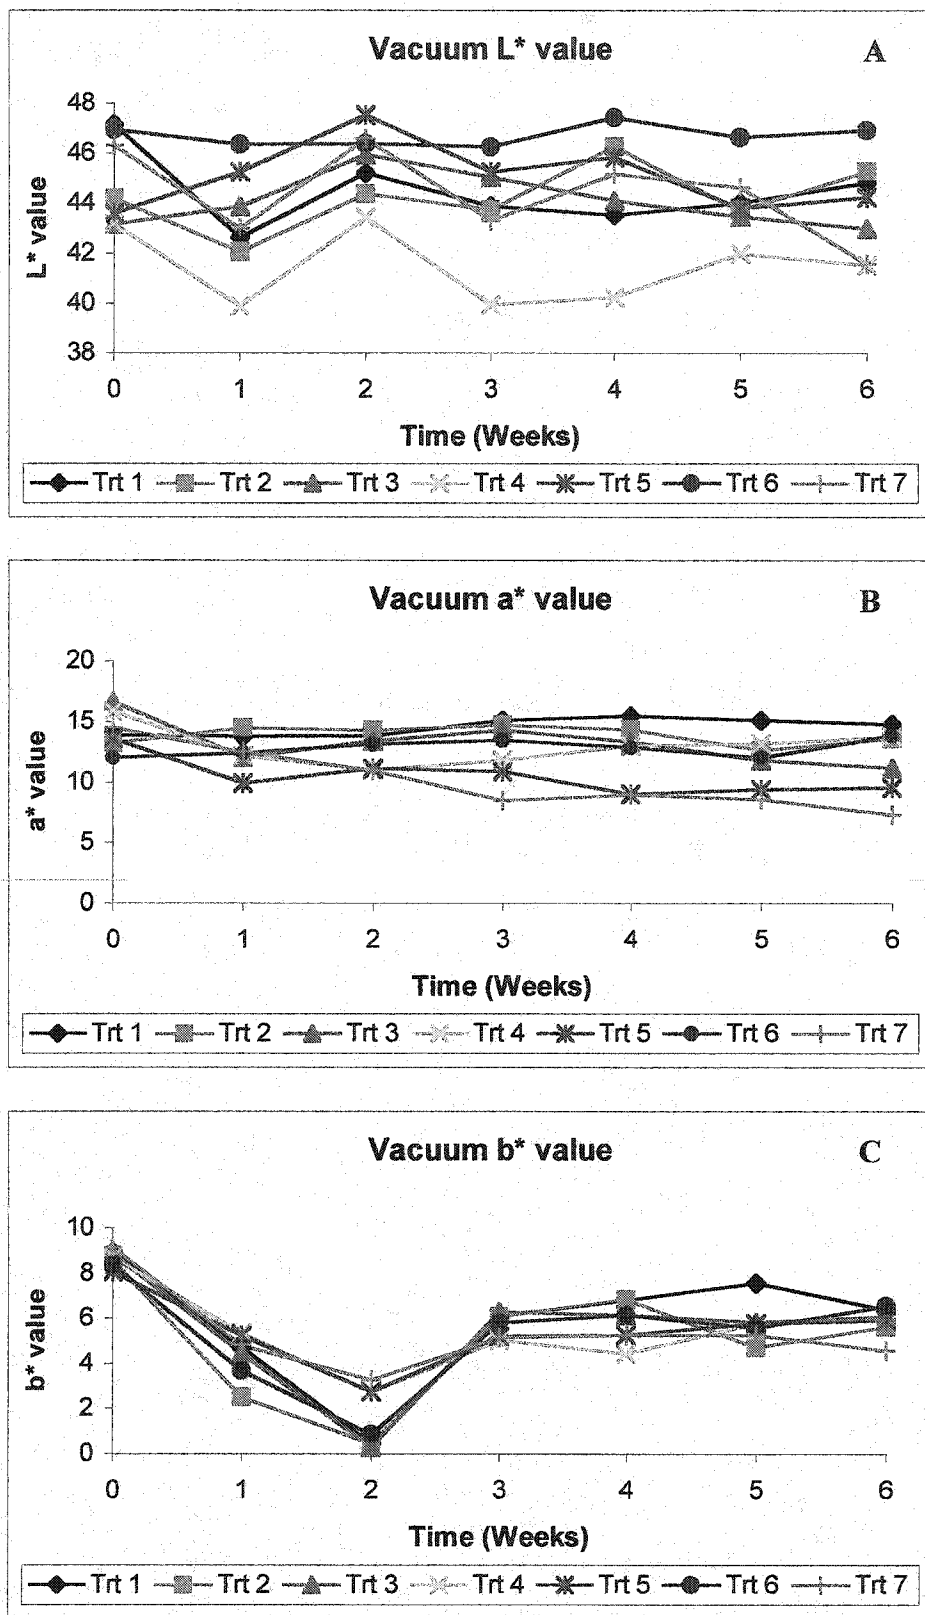 Vacuum L* value
A
48
46
44
42
40
38
L* value
0 1 2 3 4 5 6
Time (Weeks)
Trt 1 Trt 2 Trt 3 Trt 4 Trt 5 Trt 6 Trt 7
Vacuum a* value
B
20
15
10
5
0
a* value
0 1 2 3 4 5 6
Time (Weeks)
Trt 1 Trt 2 Trt 3 Trt 4 Trt 5 Trt 6 Trt 7
Vacuum b* value
C
10
8
6
4
2
0
b* value
0 1 2 3 4 5 6
Time (Weeks)
Trt 1 Trt 2 Trt 3 Trt 4 Trt 5 Trt 6 Trt 7